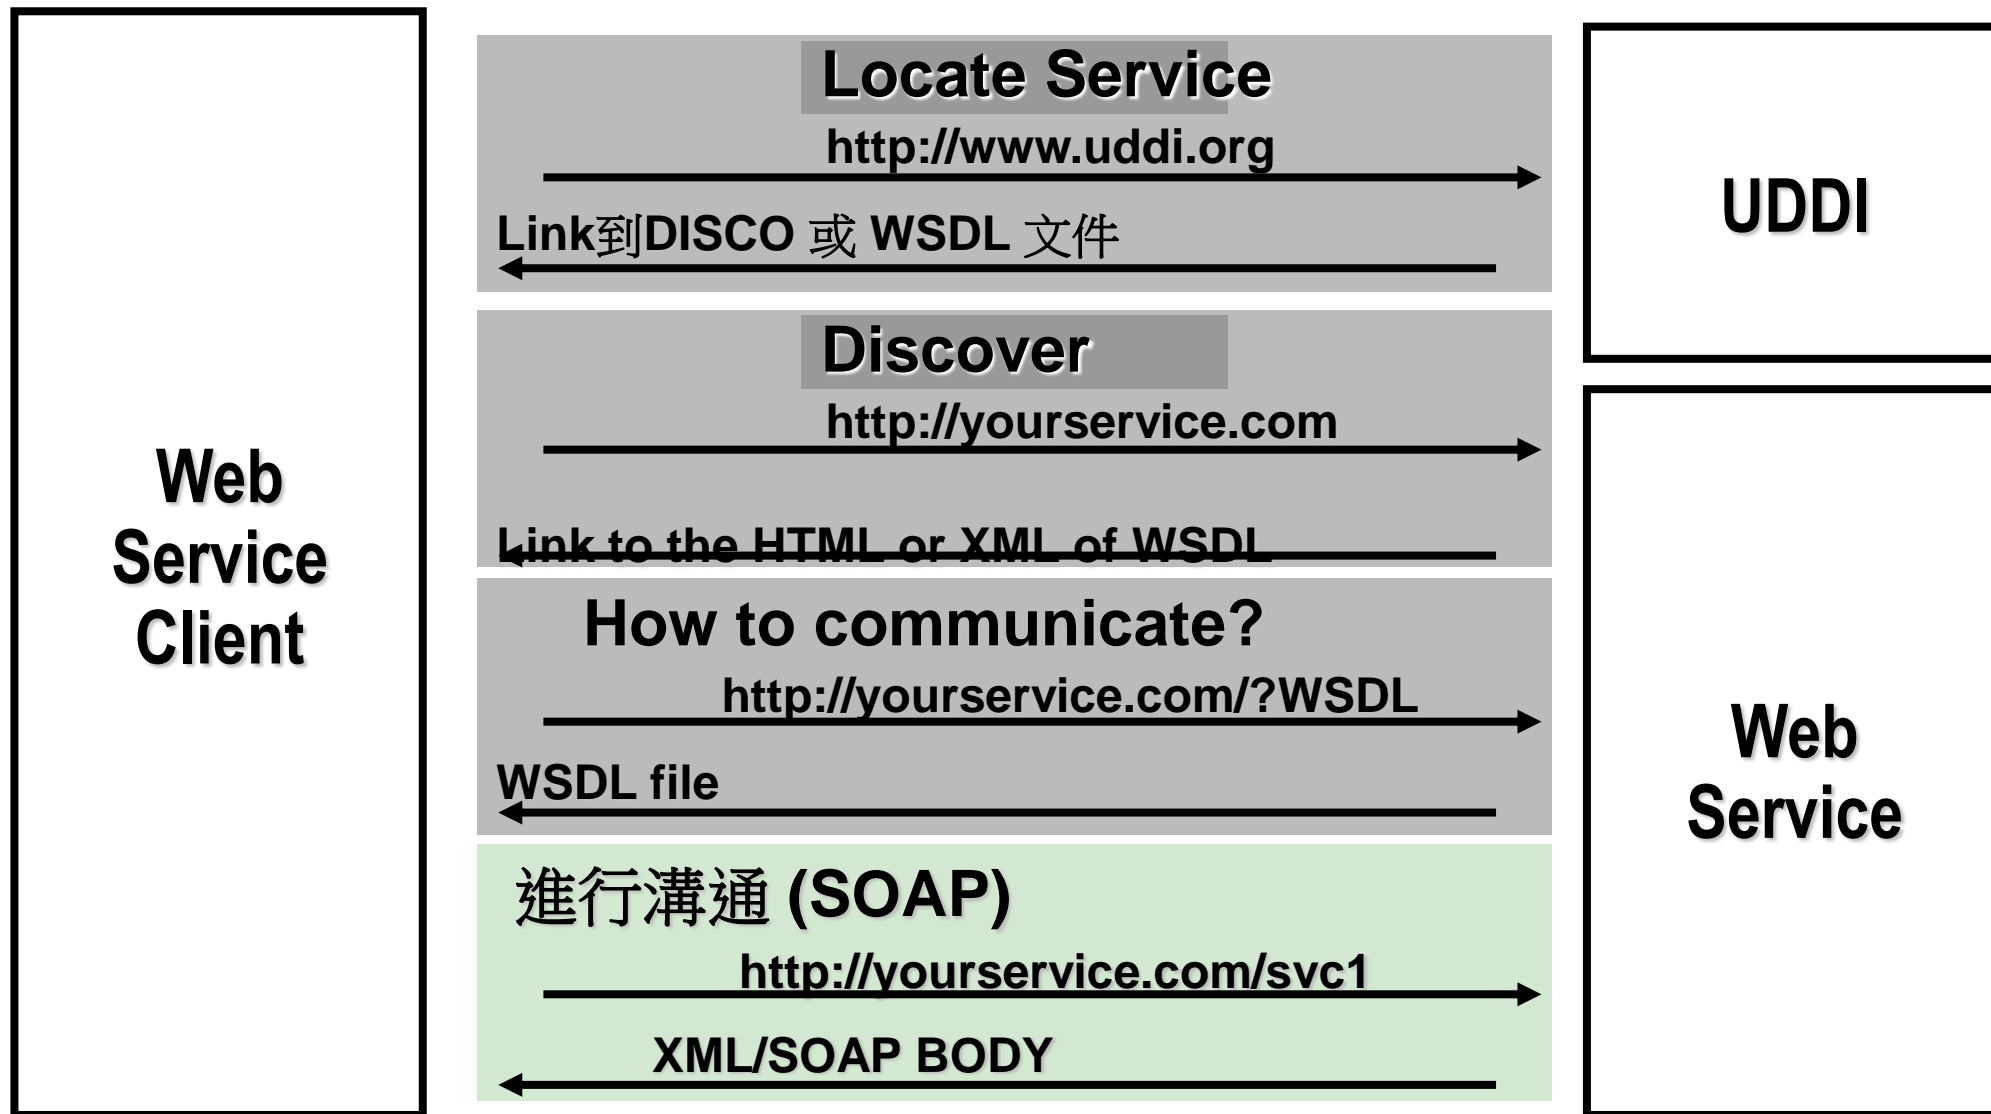 Web
Service
Client
Locate Service
http://www.uddi.org
Link到DISCO 或 WSDL 文件
Discover
http://yourservice.com
Link to the HTML or XML of WSDL
How to communicate?
http://yourservice.com/?WSDL
WSDL file
進行溝通 (SOAP)
http://yourservice.com/svc1
XML/SOAP BODY
UDDI
Web
Service